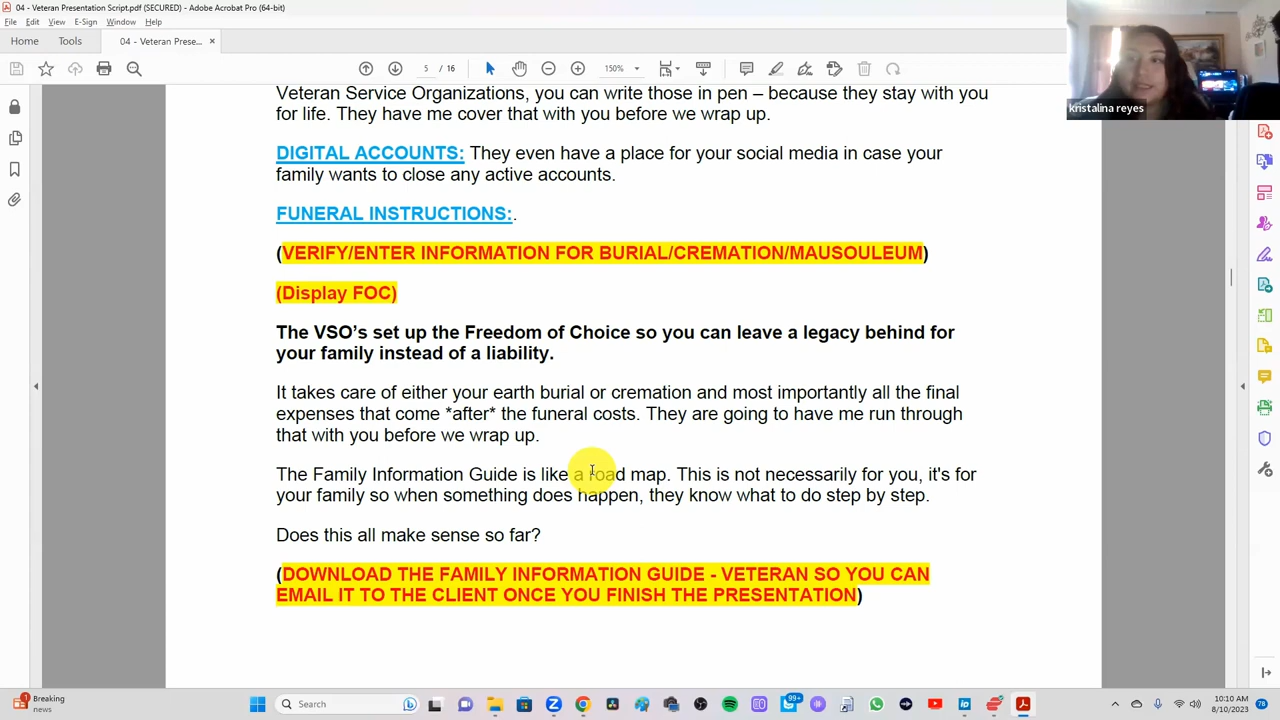 04 - Veteran Presentation Script.pdf (SECURED) - Adobe Acrobat Pro (64-bit)
File Edit View E-Sign Window Help
Home Tools 04 - Veteran Prese... ×
5 / 16 150%
kristalina reyes
Veteran Service Organizations, you can write those in pen – because they stay with you
for life. They have me cover that with you before we wrap up.
DIGITAL ACCOUNTS: They even have a place for your social media in case your
family wants to close any active accounts.
FUNERAL INSTRUCTIONS:.
(VERIFY/ENTER INFORMATION FOR BURIAL/CREMATION/MAUSOULEUM)
(Display FOC)
The VSO’s set up the Freedom of Choice so you can leave a legacy behind for
your family instead of a liability.
It takes care of either your earth burial or cremation and most importantly all the final
expenses that come *after* the funeral costs. They are going to have me run through
that with you before we wrap up.
The Family Information Guide is like a road map. This is not necessarily for you, it's for
your family so when something does happen, they know what to do step by step.
Does this all make sense so far?
(DOWNLOAD THE FAMILY INFORMATION GUIDE - VETERAN SO YOU CAN
EMAIL IT TO THE CLIENT ONCE YOU FINISH THE PRESENTATION)
1 Breaking
news
Search
99+
10:10 AM
8/10/2023
78